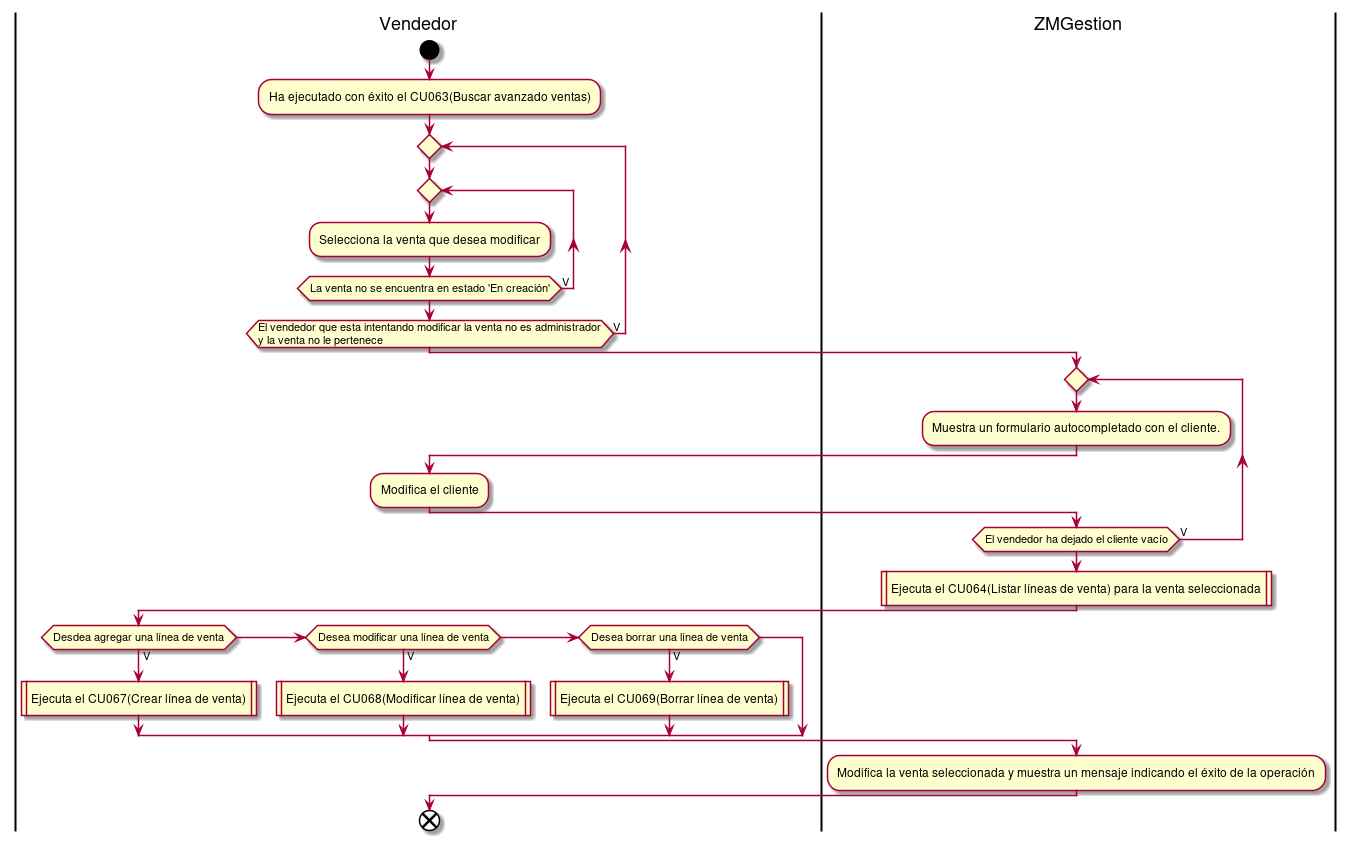 Vendedor
ZMGestion
Ha ejecutado con éxito el CU063(Buscar avanzado ventas)
Selecciona la venta que desea modificar
La venta no se encuentra en estado 'En creación'
V
El vendedor que esta intentando modificar la venta no es administrador
y la venta no le pertenece
V
Muestra un formulario autocompletado con el cliente.
Modifica el cliente
El vendedor ha dejado el cliente vacío
V
Ejecuta el CU064(Listar líneas de venta) para la venta seleccionada
Desdea agregar una línea de venta
Desea modificar una línea de venta
Desea borrar una línea de venta
V
V
V
Ejecuta el CU067(Crear línea de venta)
Ejecuta el CU068(Modificar línea de venta)
Ejecuta el CU069(Borrar línea de venta)
Modifica la venta seleccionada y muestra un mensaje indicando el éxito de la operación